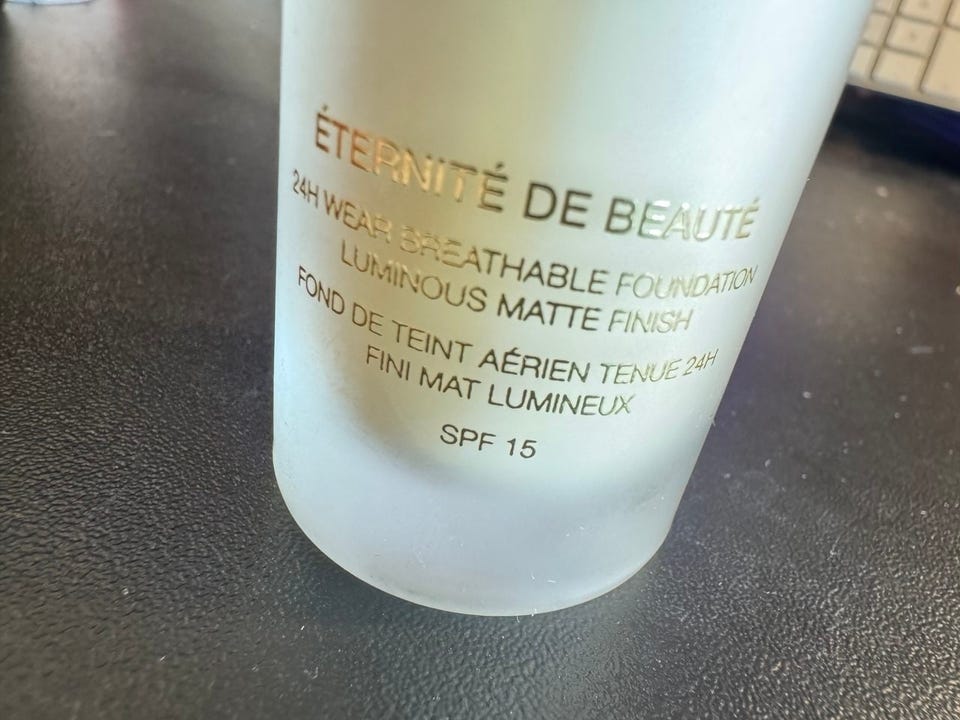 ÉTERNITÉ DE BEAUTÉ
24H WEAR BREATHABLE FOUNDATION
LUMINOUS MATTE FINISH
FOND DE TEINT AÉRIEN TENUE 24H
FINI MAT LUMINEUX
SPF 15